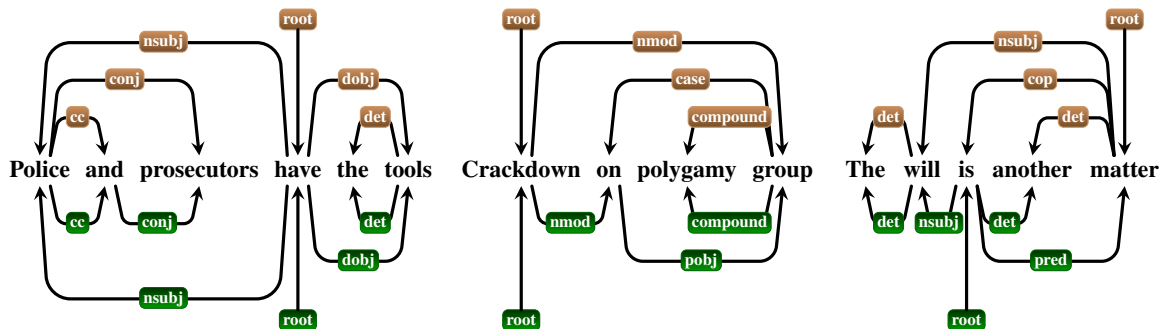 root root root
nsubj nmod nsubj
conj dobj case cop
cc det compound det det
Police and prosecutors have the tools Crackdown on polygamy group The will is another matter
cc conj det nmod compound det nsubj det
dobj pobj pred
nsubj
root root root